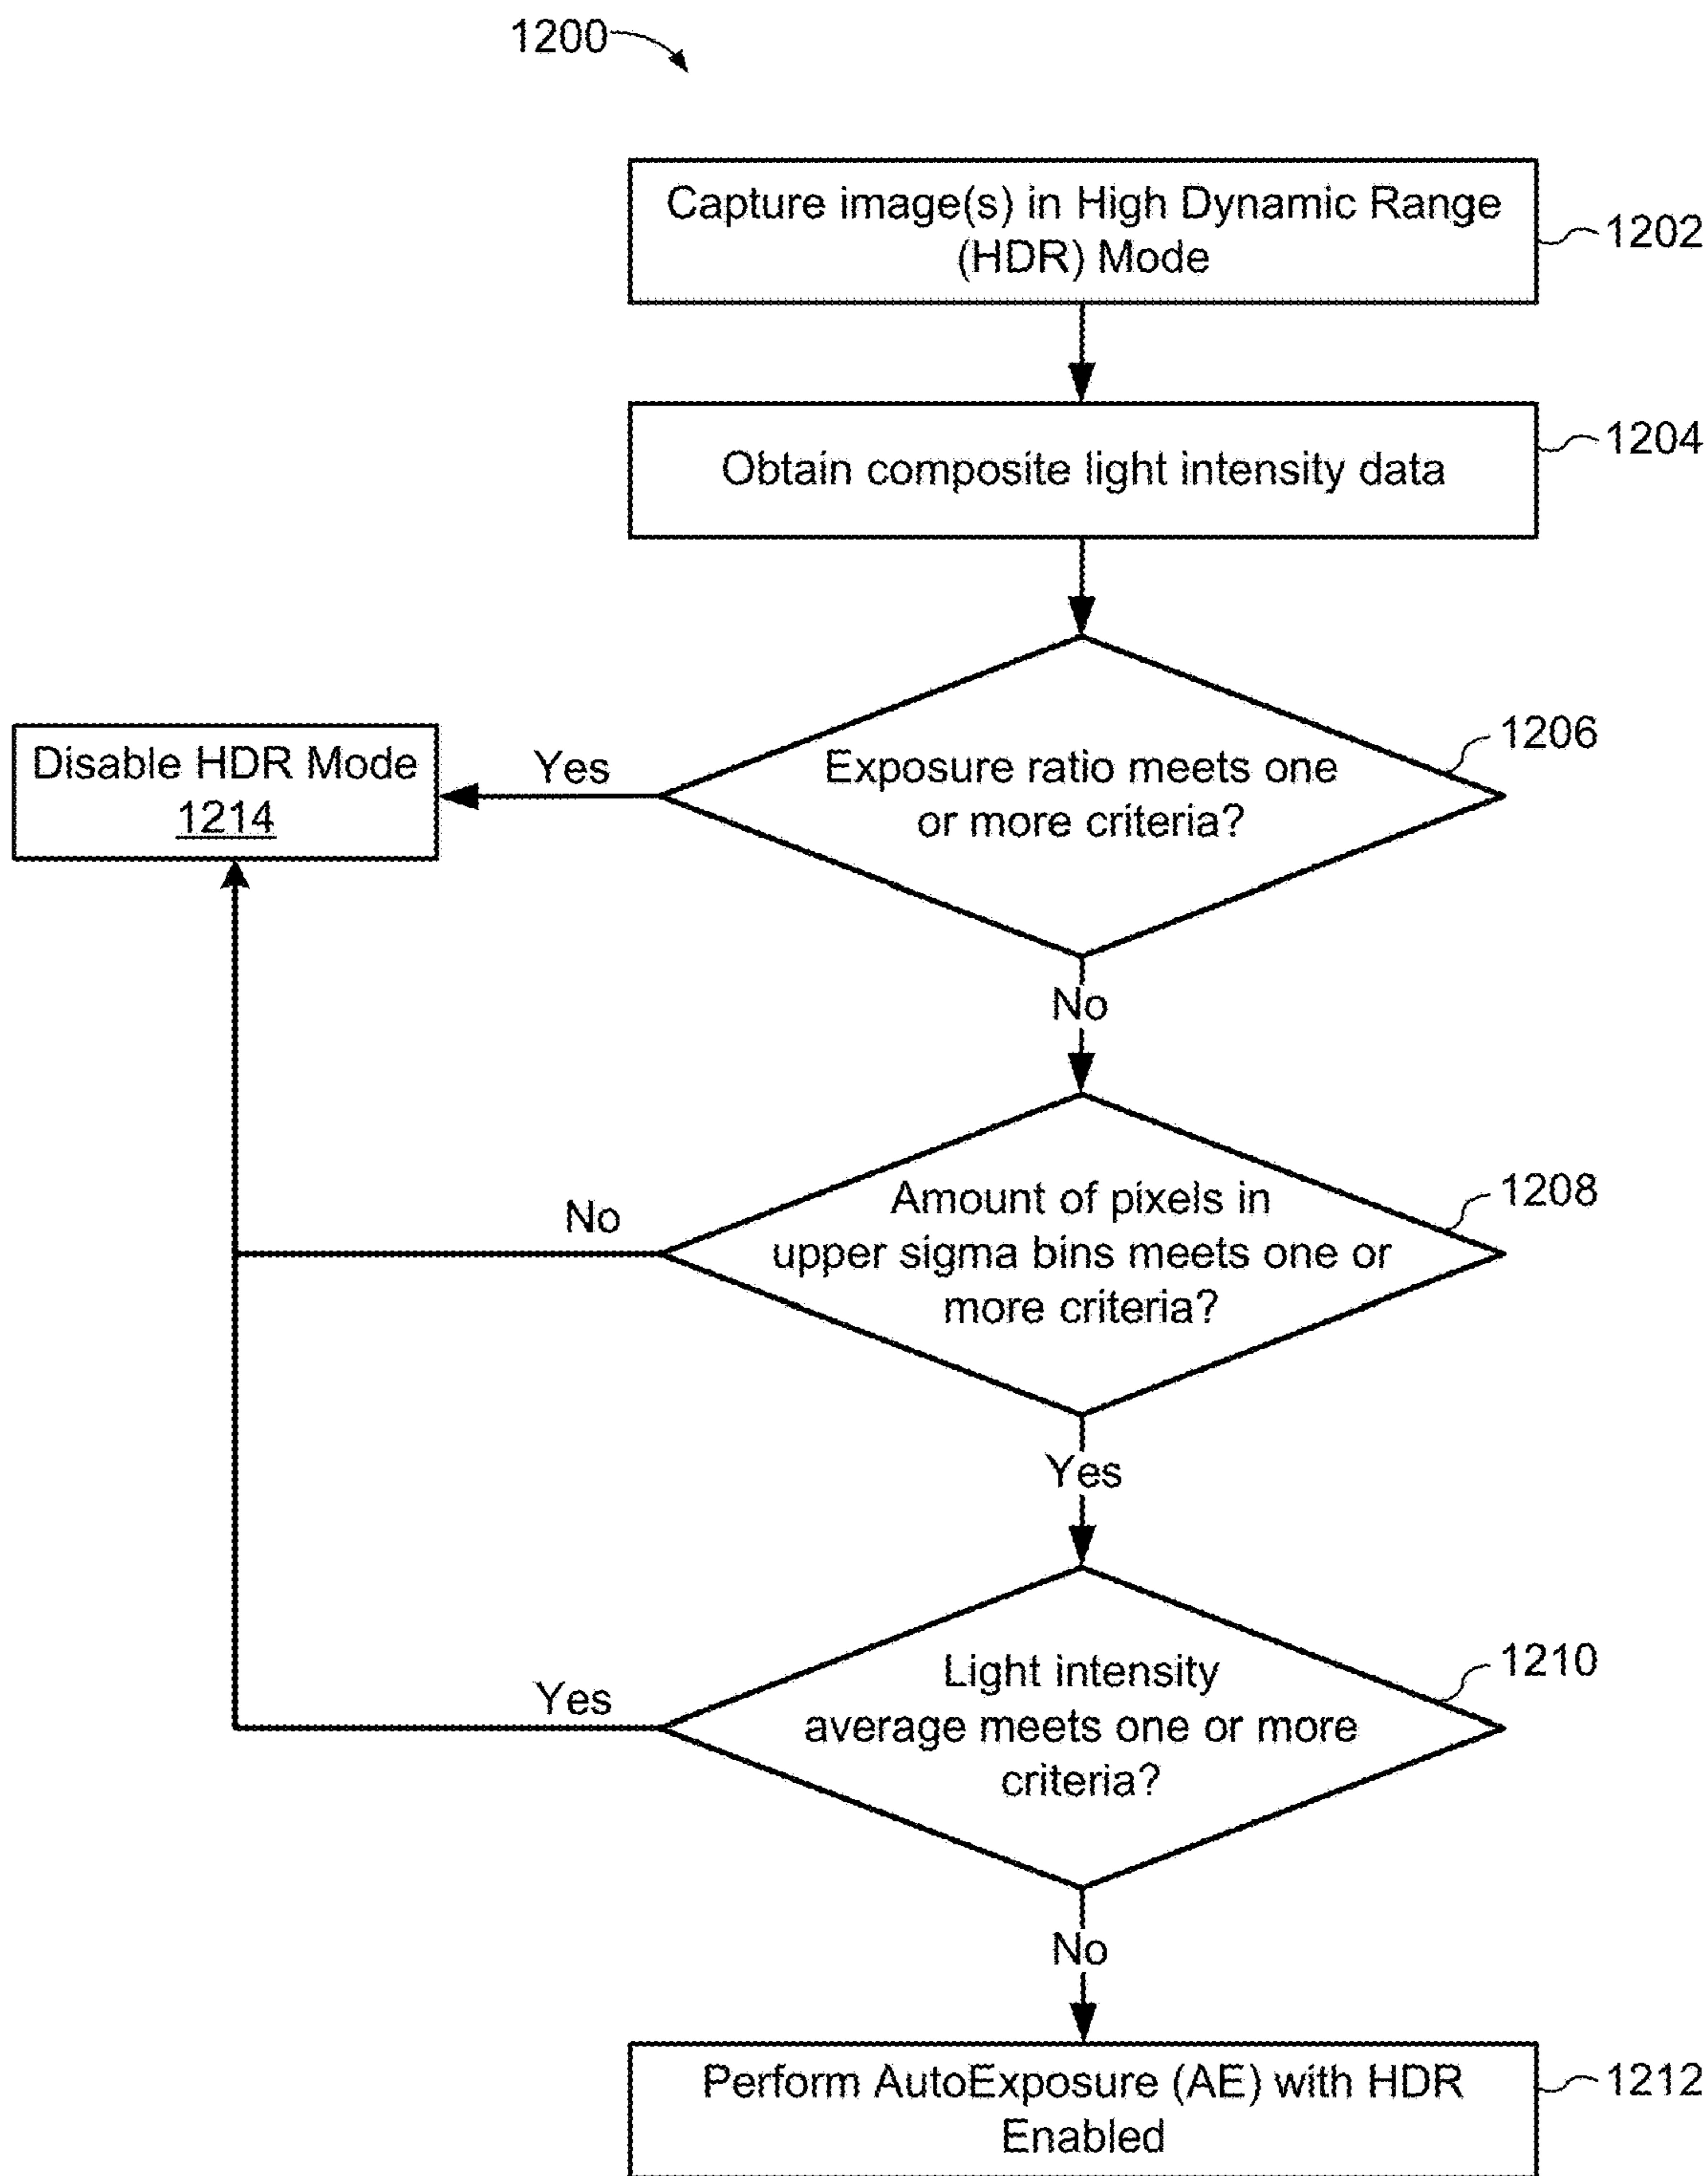 1200
Capture image(s) in High Dynamic Range
(HDR) Mode
1202
Obtain composite light intensity data
1204
Exposure ratio meets one
or more criteria?
1206
Yes
Disable HDR Mode
1214
No
Amount of pixels in
upper sigma bins meets one or
more criteria?
1208
No
Yes
Light intensity
average meets one or more
criteria?
1210
Yes
No
Perform AutoExposure (AE) with HDR
Enabled
1212